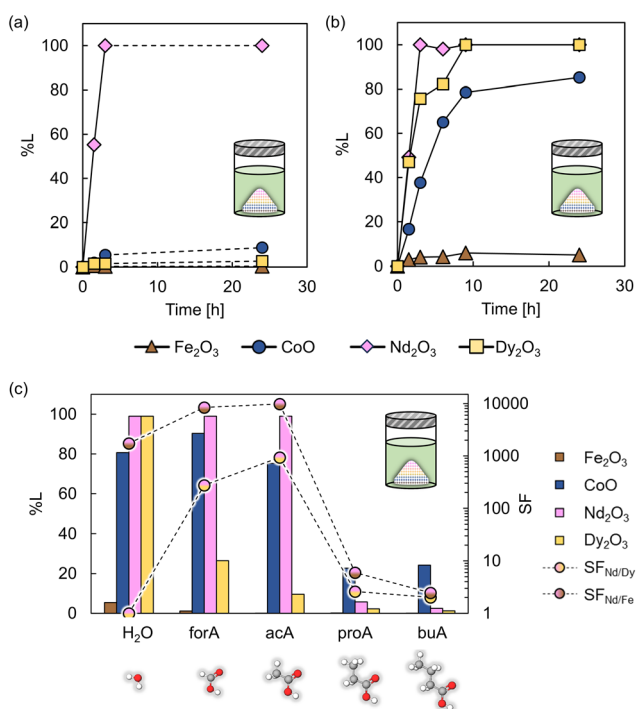 (a)
100
80
60
40
20
0
%L
0
10
20
30
Time [h]
(b)
100
80
60
40
20
0
%L
0
10
20
30
Time [h]
Fe₂O₃
CoO
Nd₂O₃
Dy₂O₃
(c)
100
80
60
40
20
0
%L
10000
1000
100
10
1
SF
H₂O
forA
acA
proA
buA
Fe₂O₃
CoO
Nd₂O₃
Dy₂O₃
SF_Nd/Dy
SF_Nd/Fe